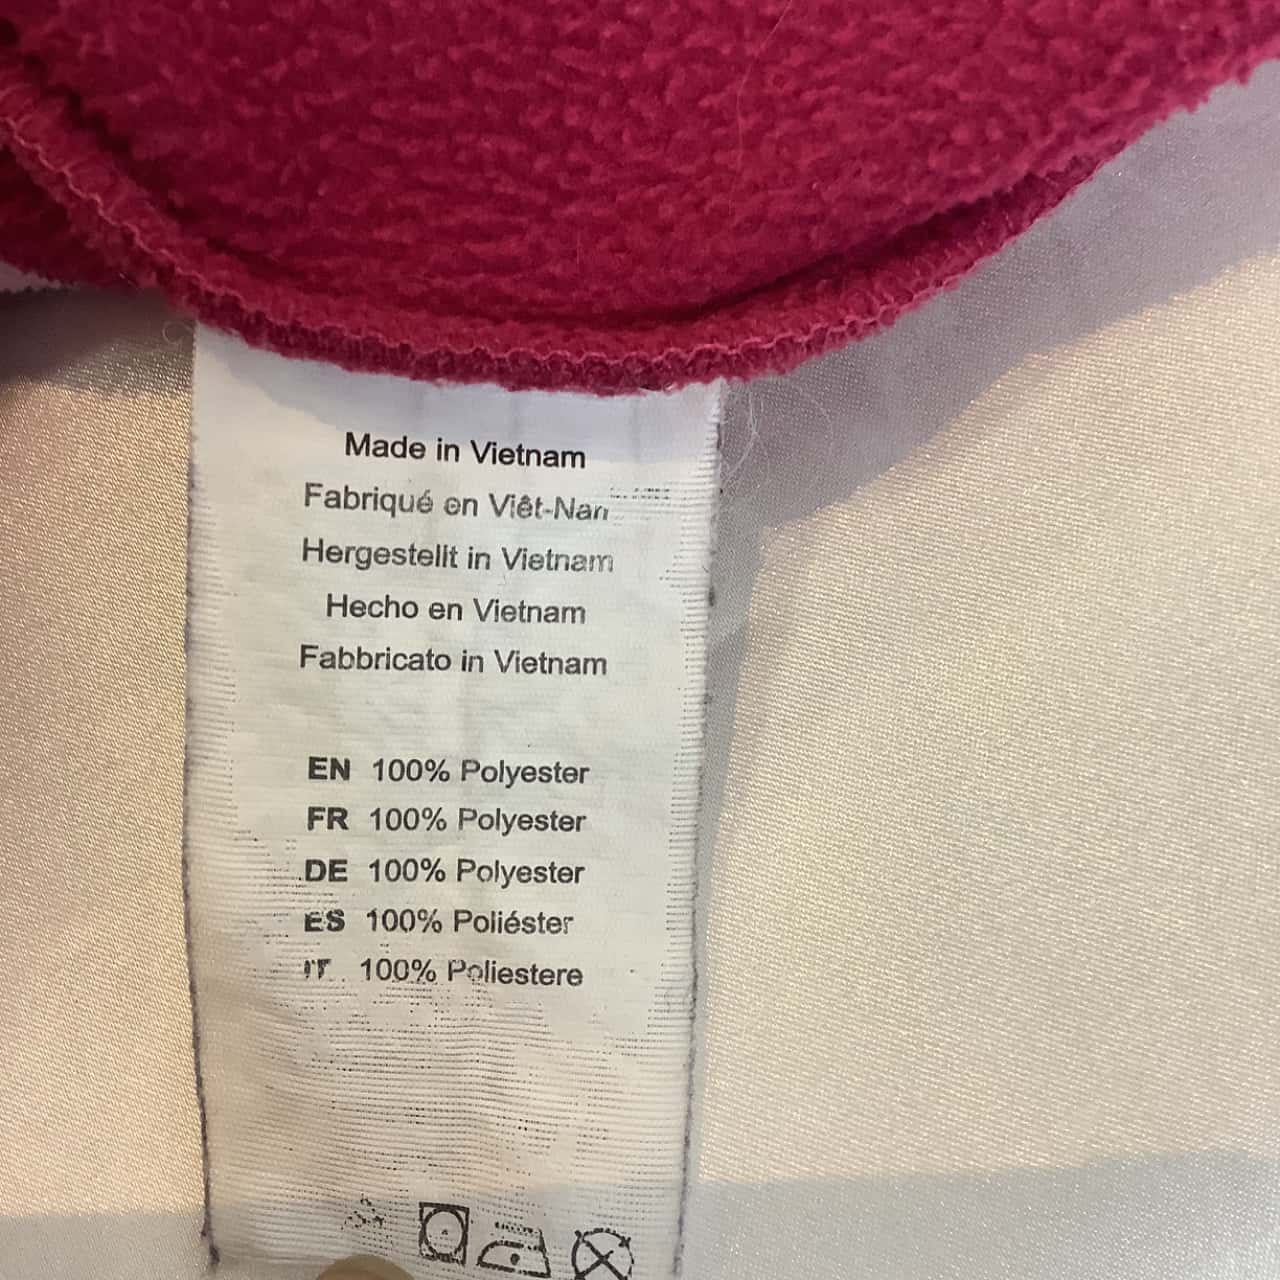 Made in Vietnam
Fabriqué en Viêt-Nam
Hergestellt in Vietnam
Hecho en Vietnam
Fabbricato in Vietnam
EN 100% Polyester
FR 100% Polyester
DE 100% Polyester
ES 100% Poliéster
IT 100% Poliestere